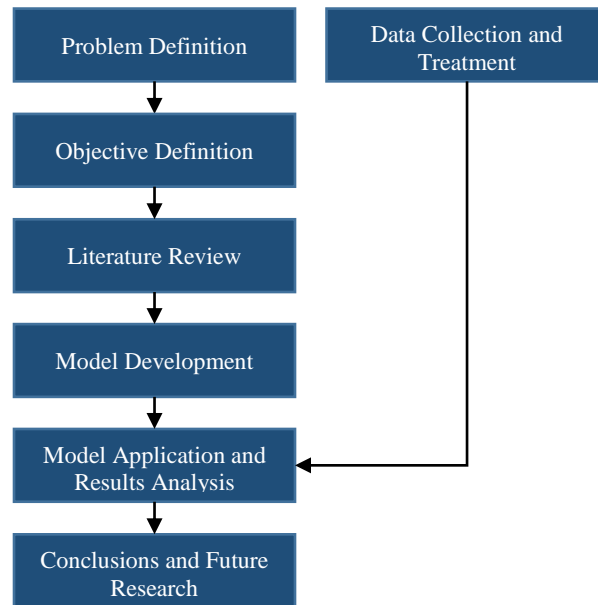 Problem Definition
Data Collection and
Treatment
Objective Definition
Literature Review
Model Development
Model Application and
Results Analysis
Conclusions and Future
Research